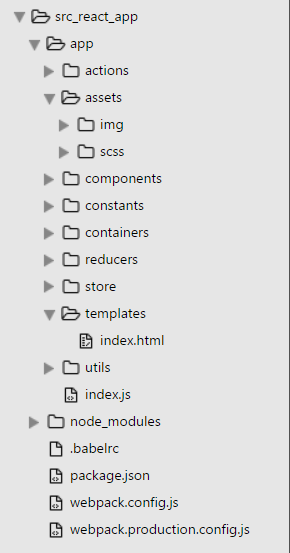 src_react_app
app
actions
assets
img
scss
components
constants
containers
reducers
store
templates
index.html
utils
index.js
node_modules
.babelrc
package.json
webpack.config.js
webpack.production.config.js